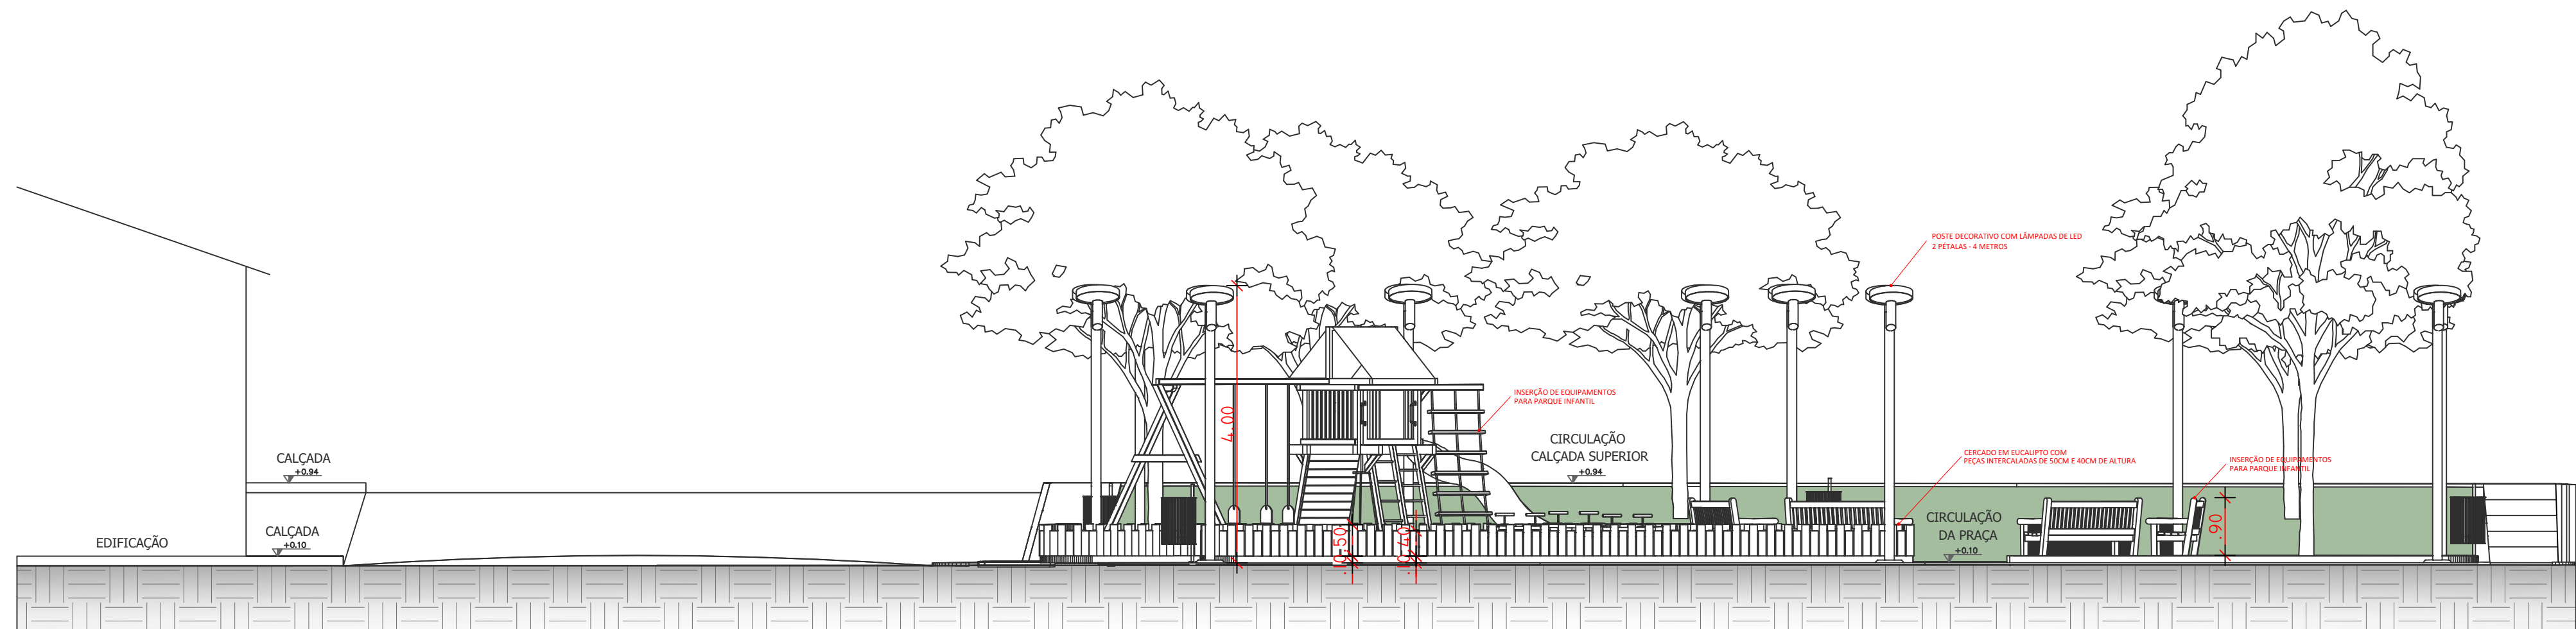 POSTE DECORATIVO COM LÂMPADAS DE LED
2 PÉTALAS - 4 METROS
INSERÇÃO DE EQUIPAMENTOS
PARA PARQUE INFANTIL
4.00
CIRCULAÇÃO
CALÇADA SUPERIOR
+0.94
CALÇADA
+0.94
CERCADO EM EUCALIPTO COM
PEÇAS INTERCALADAS DE 50CM E 40CM DE ALTURA
INSERÇÃO DE EQUIPAMENTOS
PARA PARQUE INFANTIL
CIRCULAÇÃO
DA PRAÇA
+0.10
.90
CALÇADA
+0.10
EDIFICAÇÃO
.10
.50
.10
.40